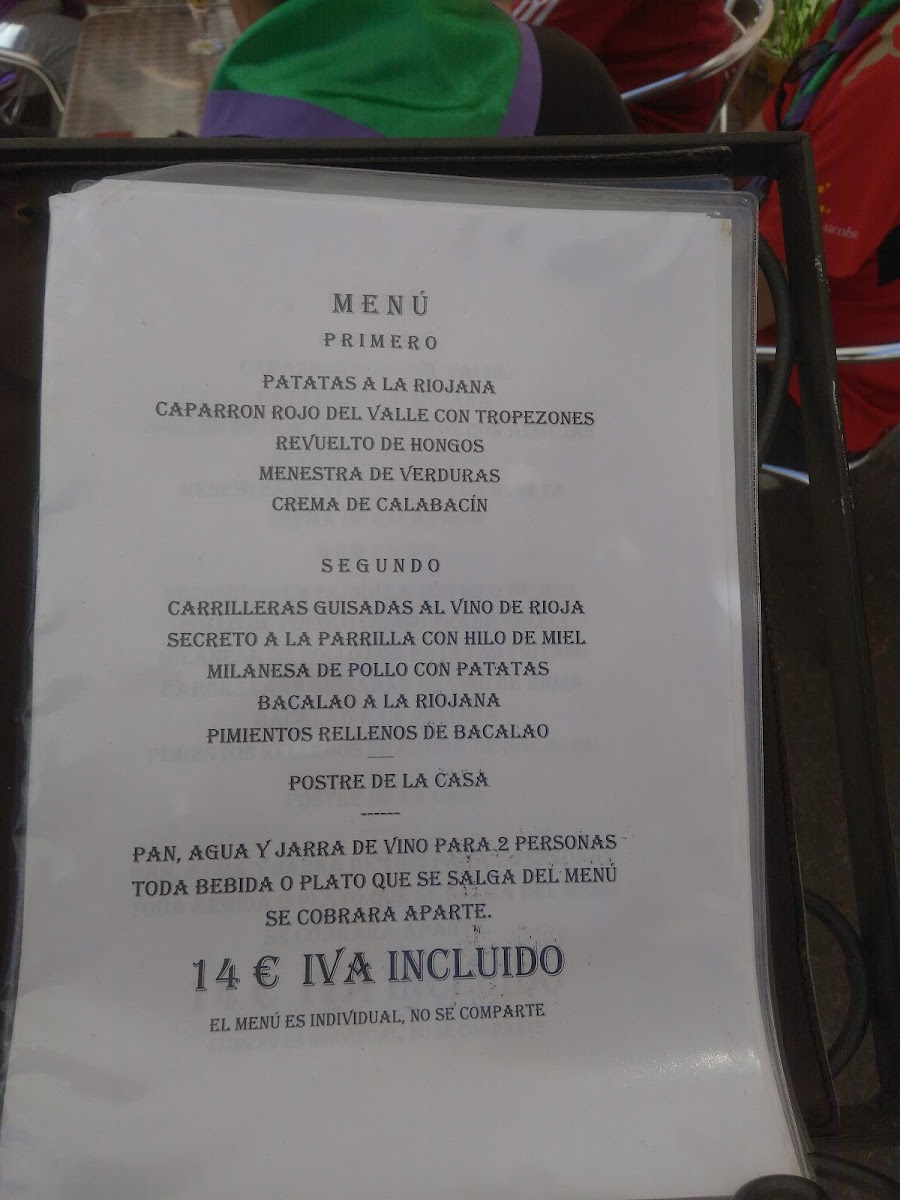 MENÚ
PRIMERO
PATATAS A LA RIOJANA
CAPARRON ROJO DEL VALLE CON TROPEZONES
REVUELTO DE HONGOS
MENESTRA DE VERDURAS
CREMA DE CALABACÍN
SEGUNDO
CARRILLERAS GUISADAS AL VINO DE RIOJA
SECRETO A LA PARRILLA CON HILO DE MIEL
MILANESA DE POLLO CON PATATAS
BACALAO A LA RIOJANA
PIMIENTOS RELLENOS DE BACALAO
POSTRE DE LA CASA
------
PAN, AGUA Y JARRA DE VINO PARA 2 PERSONAS
TODA BEBIDA O PLATO QUE SE SALGA DEL MENÚ
SE COBRARA APARTE.
14 € IVA INCLUIDO
EL MENÚ ES INDIVIDUAL, NO SE COMPARTE